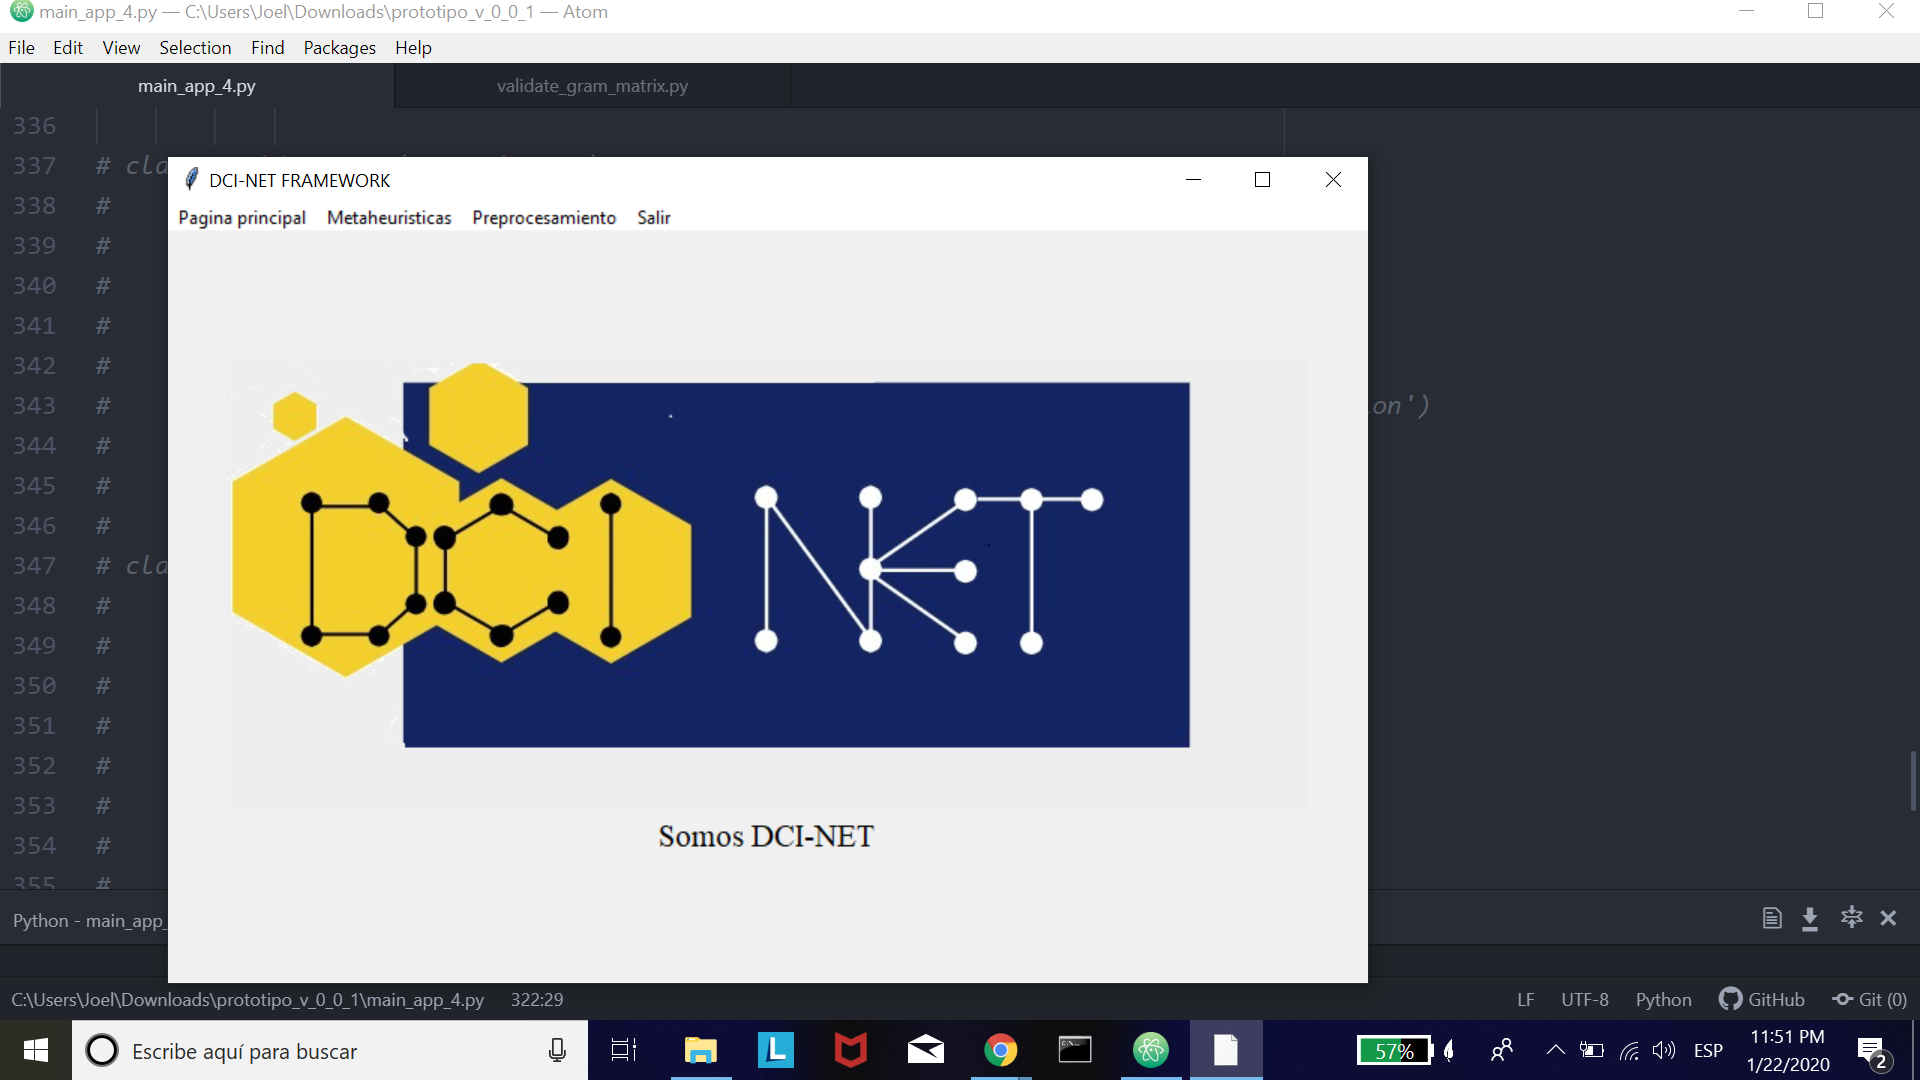 main_app_4.py — C:\Users\Joel\Downloads\prototipo_v_0_0_1 — Atom
File Edit View Selection Find Packages Help
main_app_4.py validate_gram_matrix.py
336
337 # cla
338 #
339 #
340 #
341 #
342 #
343 # on')
344 #
345 #
346 #
347 # cla
348 #
349 #
350 #
351 #
352 #
353 #
354 #
355 #
DCI-NET FRAMEWORK
Pagina principal Metaheuristicas Preprocesamiento Salir
DCI NET
Somos DCI-NET
Python - main_app_
C:\Users\Joel\Downloads\prototipo_v_0_0_1\main_app_4.py 322:29 LF UTF-8 Python GitHub Git (0)
Escribe aquí para buscar L 57% ESP 11:51 PM
1/22/2020 2